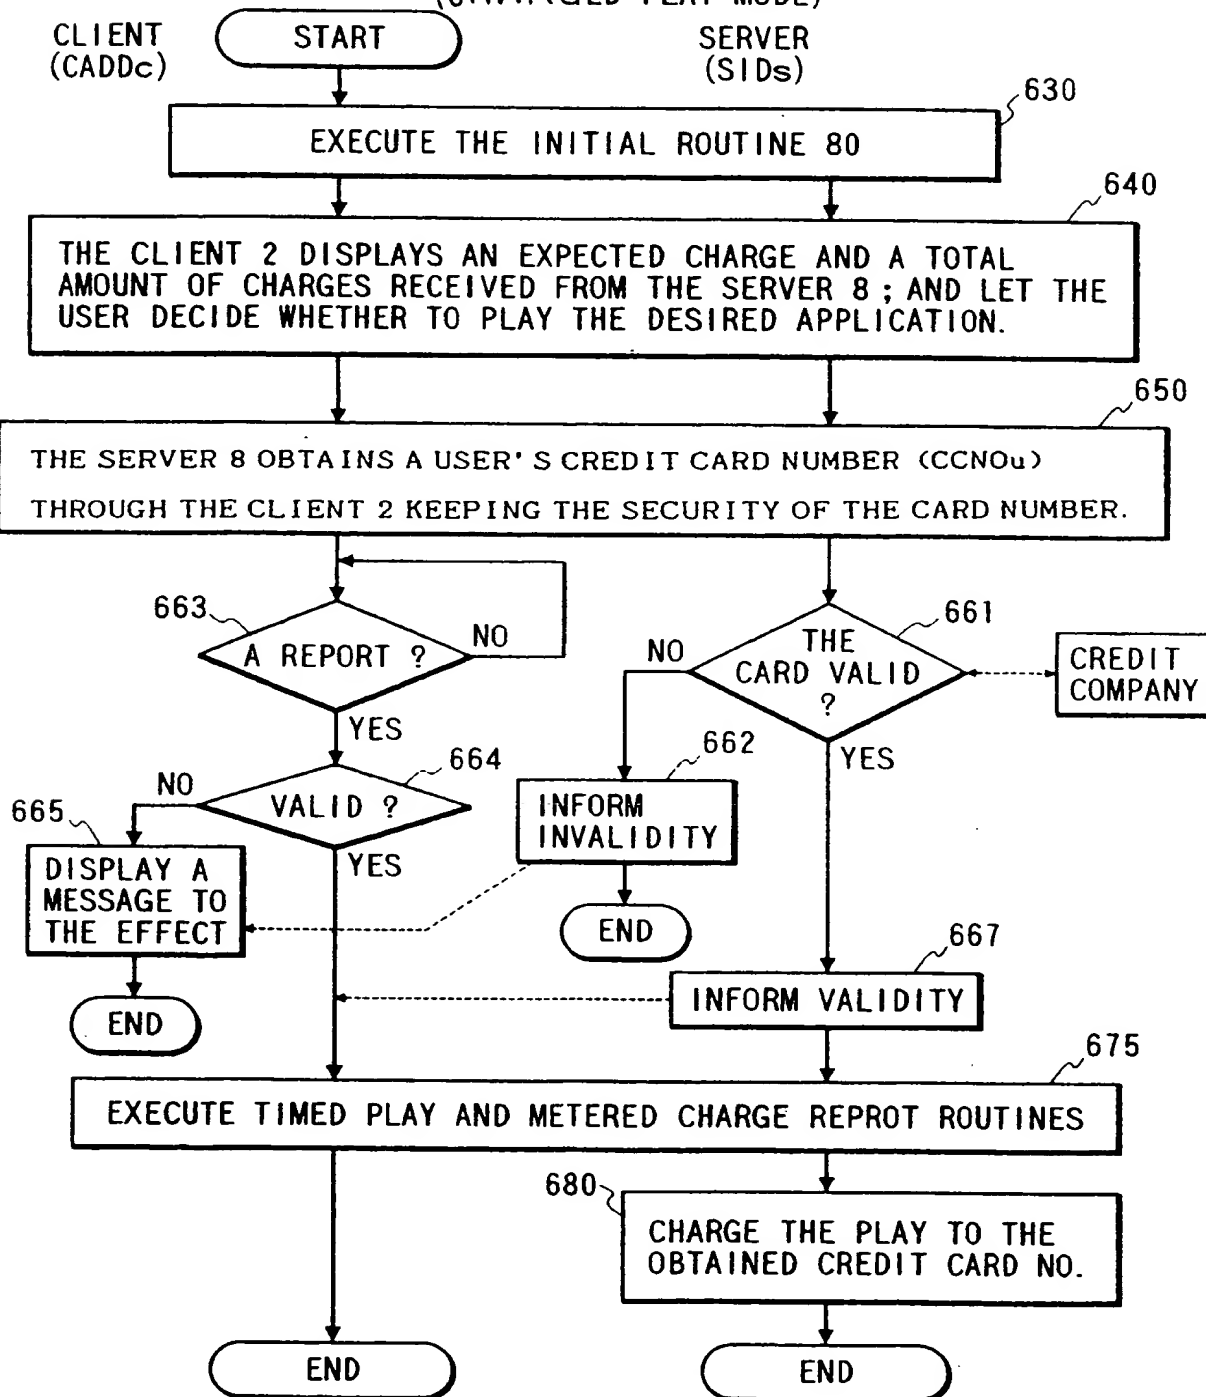 PLAY MODE)
CLIENT
(CADDc)
START
SERVER
(SIDs)
630
EXECUTE THE INITIAL ROUTINE 80
640
THE CLIENT 2 DISPLAYS AN EXPECTED CHARGE AND A TOTAL
AMOUNT OF CHARGES RECEIVED FROM THE SERVER 8 ; AND LET THE
USER DECIDE WHETHER TO PLAY THE DESIRED APPLICATION.
650
THE SERVER 8 OBTAINS A USER'S CREDIT CARD NUMBER (CCNOu)
THROUGH THE CLIENT 2 KEEPING THE SECURITY OF THE CARD NUMBER.
663
A REPORT ?
NO
YES
661
THE
CARD VALID
?
NO
YES
CREDIT
COMPANY
664
VALID ?
NO
YES
662
INFORM
INVALIDITY
END
665
DISPLAY A
MESSAGE TO
THE EFFECT
END
667
INFORM VALIDITY
675
EXECUTE TIMED PLAY AND METERED CHARGE REPROT ROUTINES
680
CHARGE THE PLAY TO THE
OBTAINED CREDIT CARD NO.
END
END